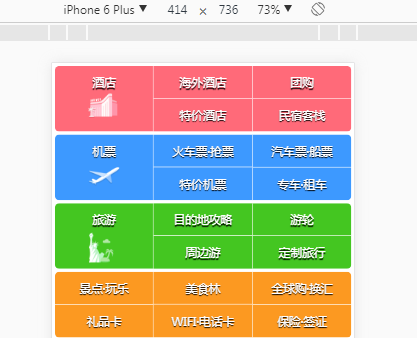 iPhone 6 Plus ▼ 414 × 736 73% ▼
酒店 海外酒店 团购
特价酒店 民宿客栈
机票 火车票·抢票 汽车票·船票
特价机票 专车·租车
旅游 目的地攻略 游轮
周边游 定制旅行
景点·玩乐 美食林 全球购·换汇
礼品卡 WIFI·电话卡 保险·签证